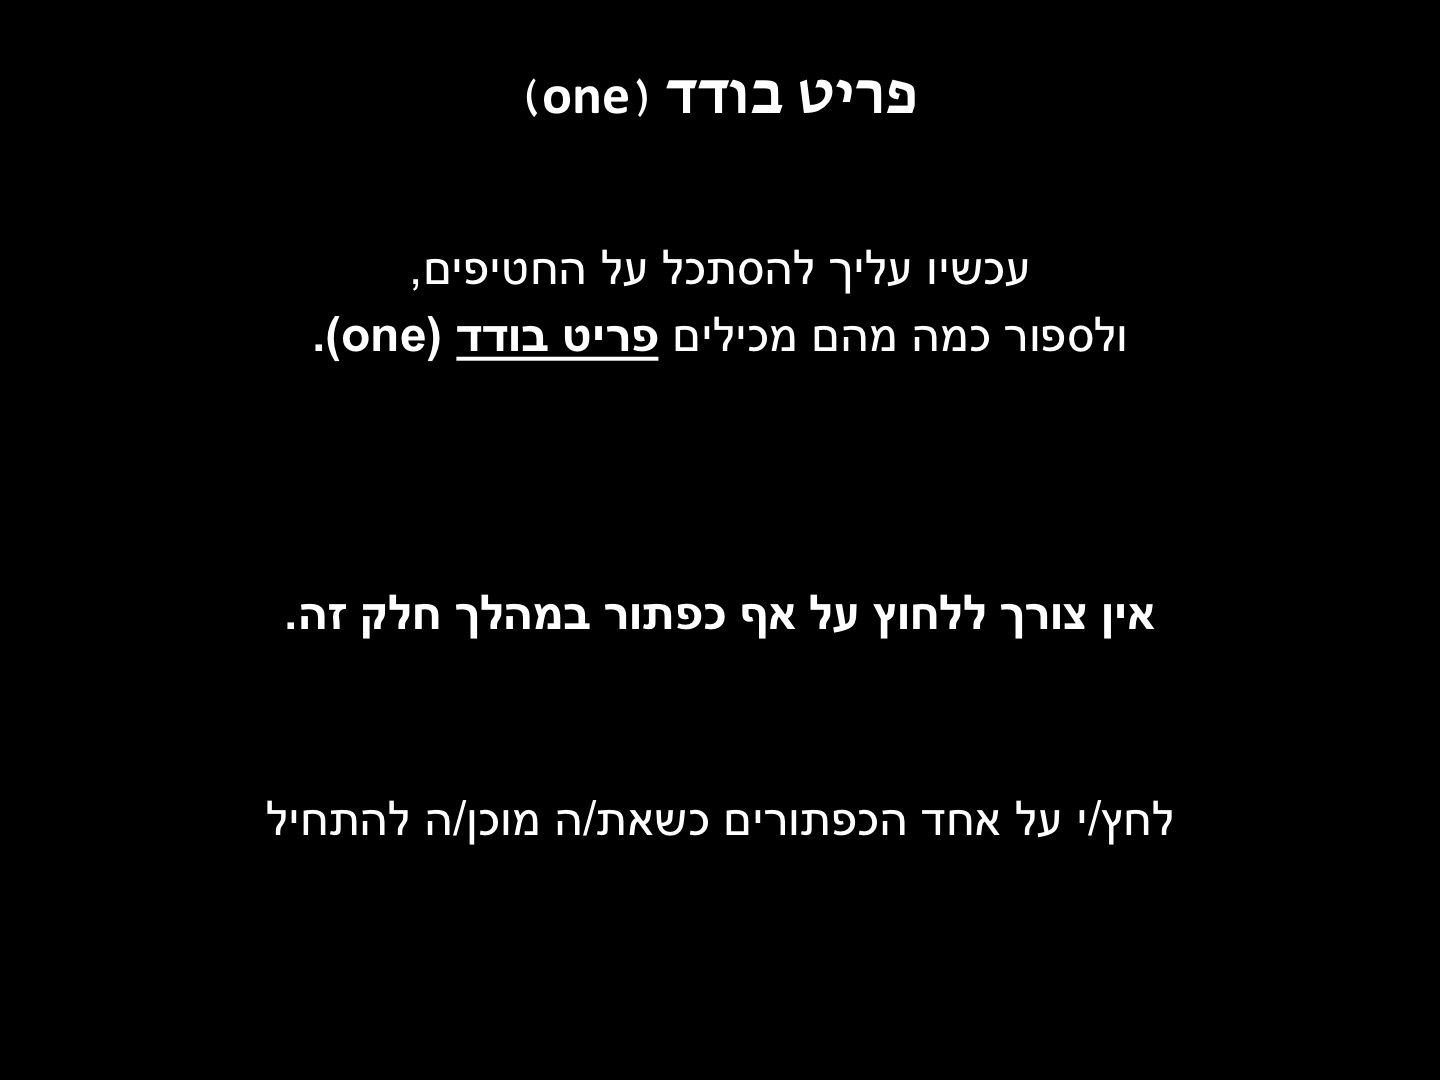 פריט בודד (one)
עכשיו עליך להסתכל על החטיפים,
ולספור כמה מהם מכילים פריט בודד (one).
אין צורך ללחוץ על אף כפתור במהלך חלק זה.
לחץ/י על אחד הכפתורים כשאת/ה מוכן/ה להתחיל